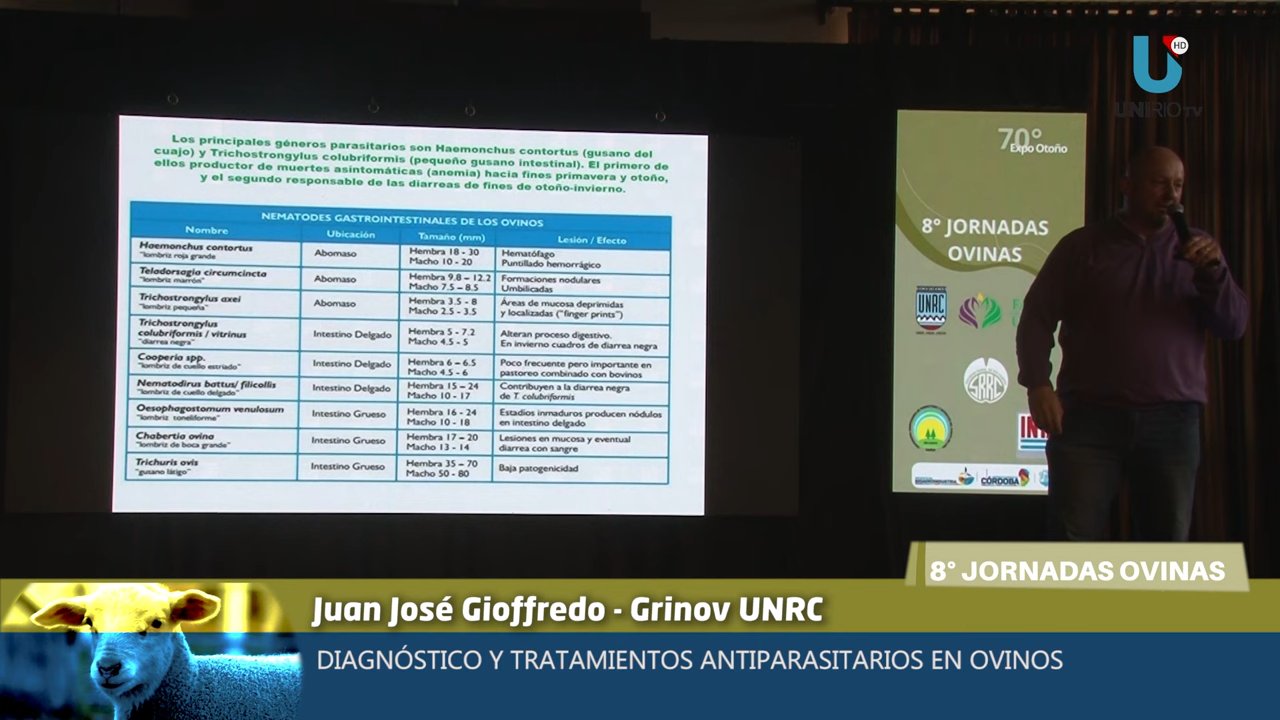 UNIRIO TV
HD
Los principales géneros parasitarios son Haemonchus contortus (gusano del
cuajo) y Trichostrongylus colubriformis (pequeño gusano intestinal). El primero de
ellos productor de muertes asintomáticas (anemia) hacia fines primavera y otoño,
y el segundo responsable de las diarreas de fines de otoño-invierno.
NEMATODES GASTROINTESTINALES DE LOS OVINOS
Nombre Ubicación Tamaño (mm) Lesión / Efecto
Haemonchus contortus
"lombriz roja grande
Abomaso
Hembra 18 - 30
Macho 10 - 20
Hematófago
Puntillado hemorrágico
Teladorsagia circumcincta
"lombriz marrón"
Abomaso
Hembra 9.8 – 12.2
Macho 7.5 – 8.5
Formaciones nodulares
Umbilicadas
Trichostrongylus axei
"lombriz pequeña"
Abomaso
Hembra 3.5 - 8
Macho 2.5 - 3.5
Áreas de mucosa deprimidas
y localizadas ("finger prints")
Trichostrongylus
colubriformis / vitrinus
"diarrea negra"
Intestino Delgado
Hembra 5 - 7.2
Macho 4.5 - 5
Alteran proceso digestivo.
En invierno cuadros de diarrea negra
Cooperia spp.
"lombriz de cuello estriado"
Intestino Delgado
Hembra 6 – 6.5
Macho 4.5 - 6
Poco frecuente pero importante en
pastoreo combinado con bovinos
Nematodirus battus/ filicollis
"lombriz de cuello delgado"
Intestino Delgado
Hembra 15 – 24
Macho 10 - 17
Contribuyen a la diarrea negra
de T. colubriformis
Oesophagostomum venulosum
"lombriz toneliforme"
Intestino Grueso
Hembra 16 - 24
Macho 10 - 18
Estadios inmaduros producen nódulos
en intestino delgado
Chabertia ovina
"lombriz de boca grande"
Intestino Grueso
Hembra 17 – 20
Macho 13 - 14
Lesiones en mucosa y eventual
diarrea con sangre
Trichuris ovis
"gusano látigo"
Intestino Grueso
Hembra 35 – 70
Macho 50 - 80
Baja patogenicidad
70°
Expo Otoño
8° JORNADAS
OVINAS
UNRC
SRRC
CÓRDOBA
8° JORNADAS OVINAS
Juan José Gioffredo - Grinov UNRC
DIAGNÓSTICO Y TRATAMIENTOS ANTIPARASITARIOS EN OVINOS